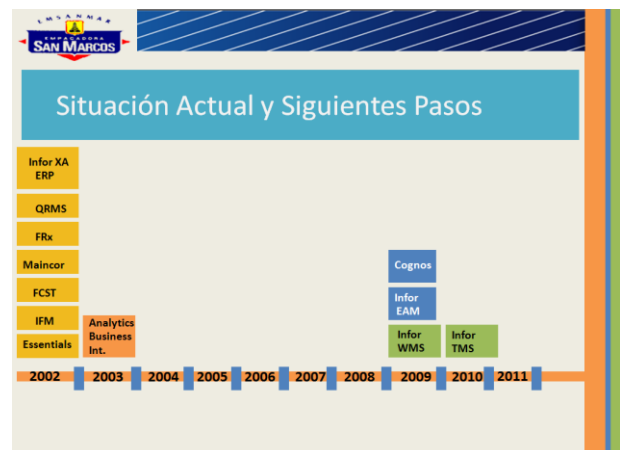 EMSANMAR
EMPACADORA
SAN MARCOS
Situación Actual y Siguientes Pasos
Infor XA
ERP
QRMS
FRx
Maincor
FCST
IFM
Essentials
Analytics
Business
Int.
Cognos
Infor
EAM
Infor
WMS
Infor
TMS
2002
2003
2004
2005
2006
2007
2008
2009
2010
2011